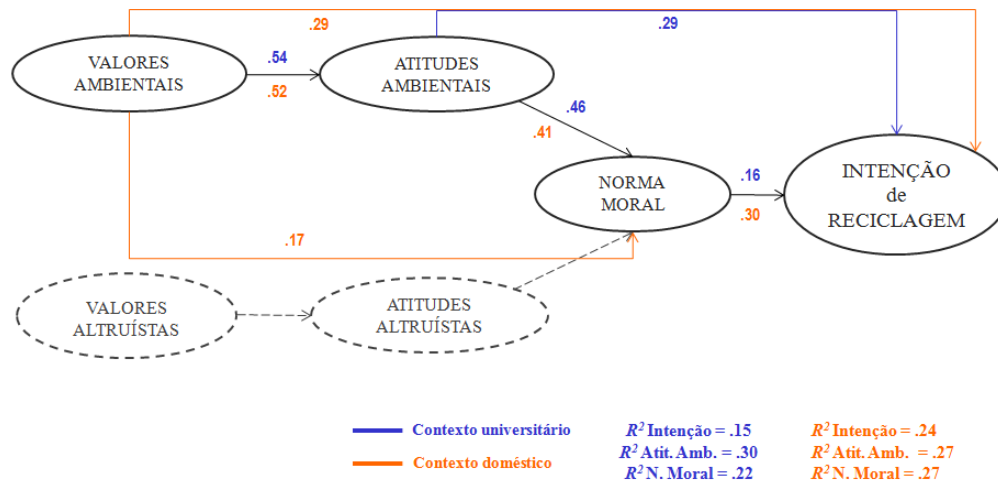 .29
.29
VALORES
AMBIENTAIS
.54
.52
ATITUDES
AMBIENTAIS
.46
.41
NORMA
MORAL
.16
.30
INTENÇÃO
de
RECICLAGEM
.17
VALORES
ALTRUÍSTAS
ATITUDES
ALTRUÍSTAS
Contexto universitário
Contexto doméstico
R² Intenção = .15
R² Atit. Amb. = .30
R² N. Moral = .22
R² Intenção = .24
R² Atit. Amb. = .27
R² N. Moral = .27